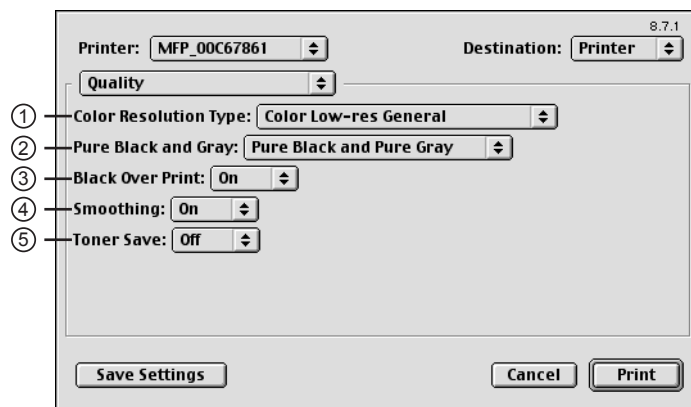 8.7.1
Printer: MFP_00C67861 Destination: Printer
Quality
① Color Resolution Type: Color Low-res General
② Pure Black and Gray: Pure Black and Pure Gray
③ Black Over Print: On
④ Smoothing: On
⑤ Toner Save: Off
Save Settings Cancel Print